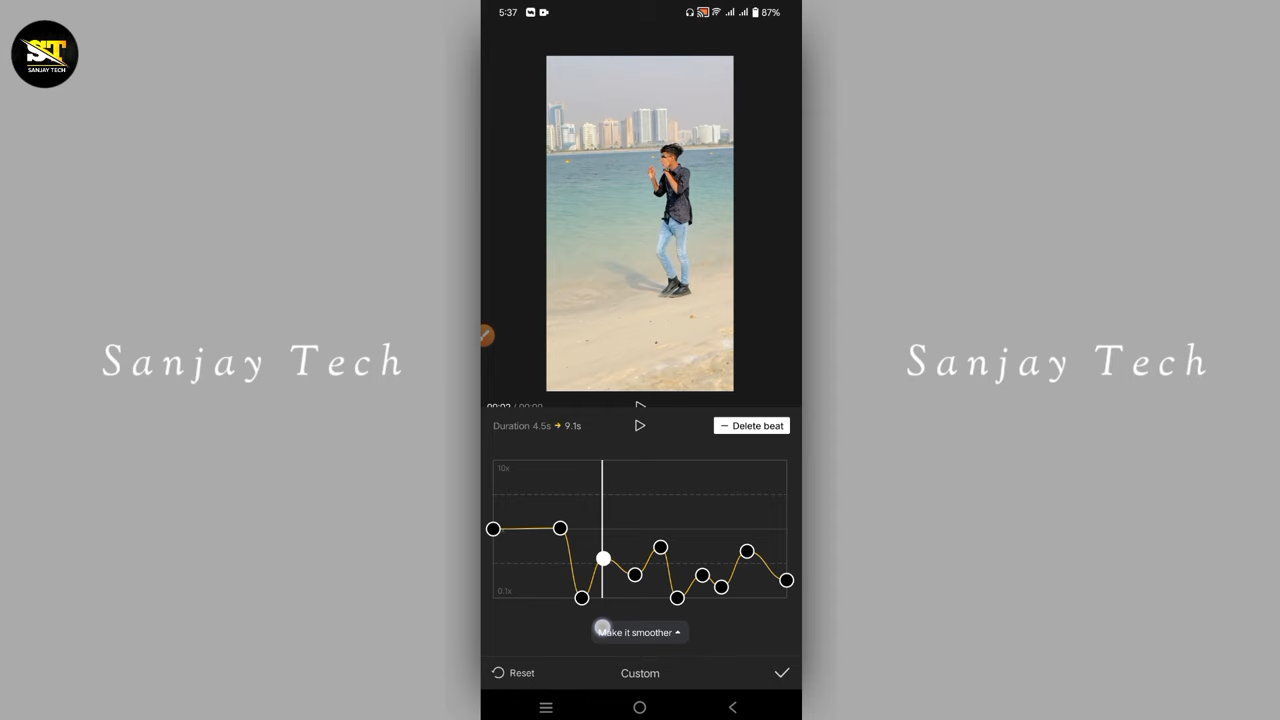 5:37
87%
ST
SANJAY TECH
Sanjay Tech
Sanjay Tech
Duration 4.5s → 9.1s
− Delete beat
10x
0.1x
Make it smoother
Reset
Custom